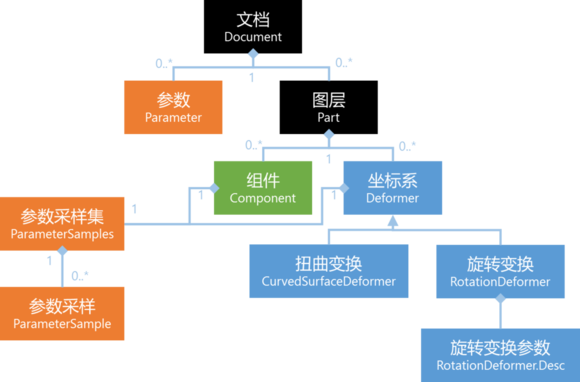 文档
Document
0..*
1
0..*
参数
Parameter
图层
Part
0..*
1
0..*
组件
Component
坐标系
Deformer
1
1
1
参数采样集
ParameterSamples
1
0..*
参数采样
ParameterSample
扭曲变换
CurvedSurfaceDeformer
旋转变换
RotationDeformer
旋转变换参数
RotationDeformer.Desc